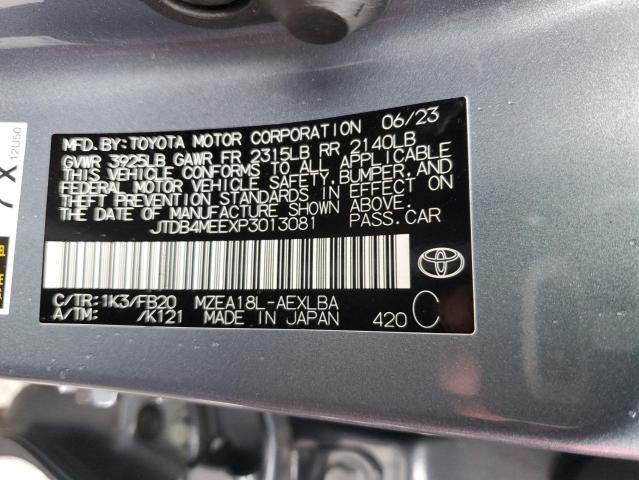 MFD. BY: TOYOTA MOTOR CORPORATION 06/23
GVWR 3925LB GAWR FR 2315LB RR 2140LB
THIS VEHICLE CONFORMS TO ALL APPLICABLE
FEDERAL MOTOR VEHICLE SAFETY, BUMPER, AND
THEFT PREVENTION STANDARDS IN EFFECT ON
THE DATE OF MANUFACTURE SHOWN ABOVE.
JTDB4MEEXP3013081 PASS. CAR
C/TR: 1K3/FB20 MZEA18L-AEXLBA
A/TM: /K121 MADE IN JAPAN 420 C
12U50